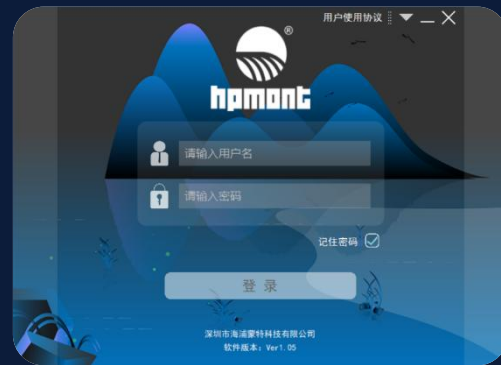 用户使用协议
®
hpmont
请输入用户名
请输入密码
记住密码
登录
深圳市海浦蒙特科技有限公司
软件版本：Ver1.05